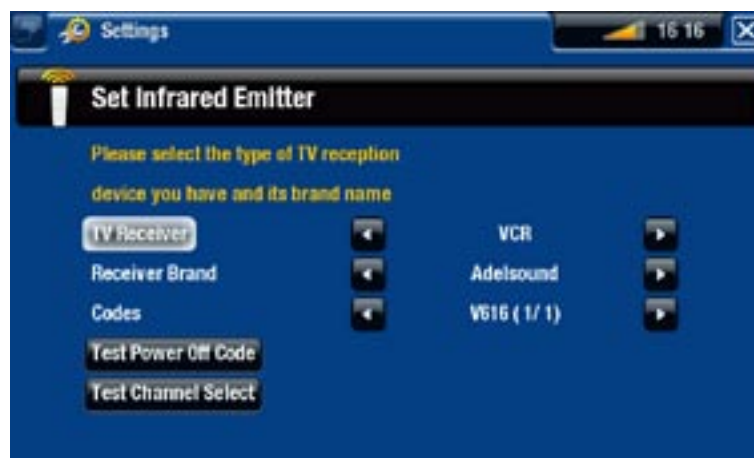 Settings
16 16
Set Infrared Emitter
Please select the type of TV reception
device you have and its brand name
TV Receiver VCR
Receiver Brand Adelsound
Codes V616 ( 1/ 1)
Test Power Off Code
Test Channel Select